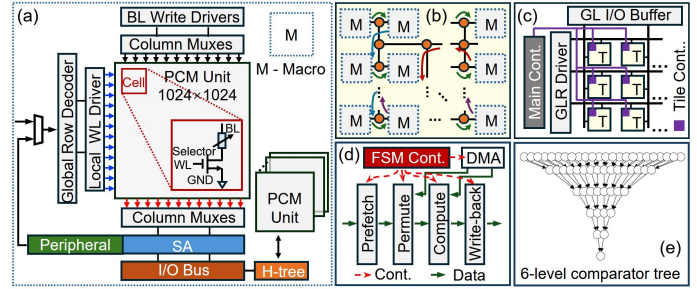 (a)
BL Write Drivers
Column Muxes
M
M - Macro
Global Row Decoder
Local WL Driver
Cell
PCM Unit
1024×1024
BL
Selector
WL
GND
Column Muxes
PCM
Unit
Peripheral
SA
I/O Bus
H-tree
(b)
M
M
M
M
M
M
M
M
M
(c)
GL I/O Buffer
Main Cont.
GLR Driver
T
T
T
T
T
T
Tile Cont..
(d)
FSM Cont.
DMA
Prefetch
Permute
Compute
Write-back
Cont.
Data
(e)
6-level comparator tree